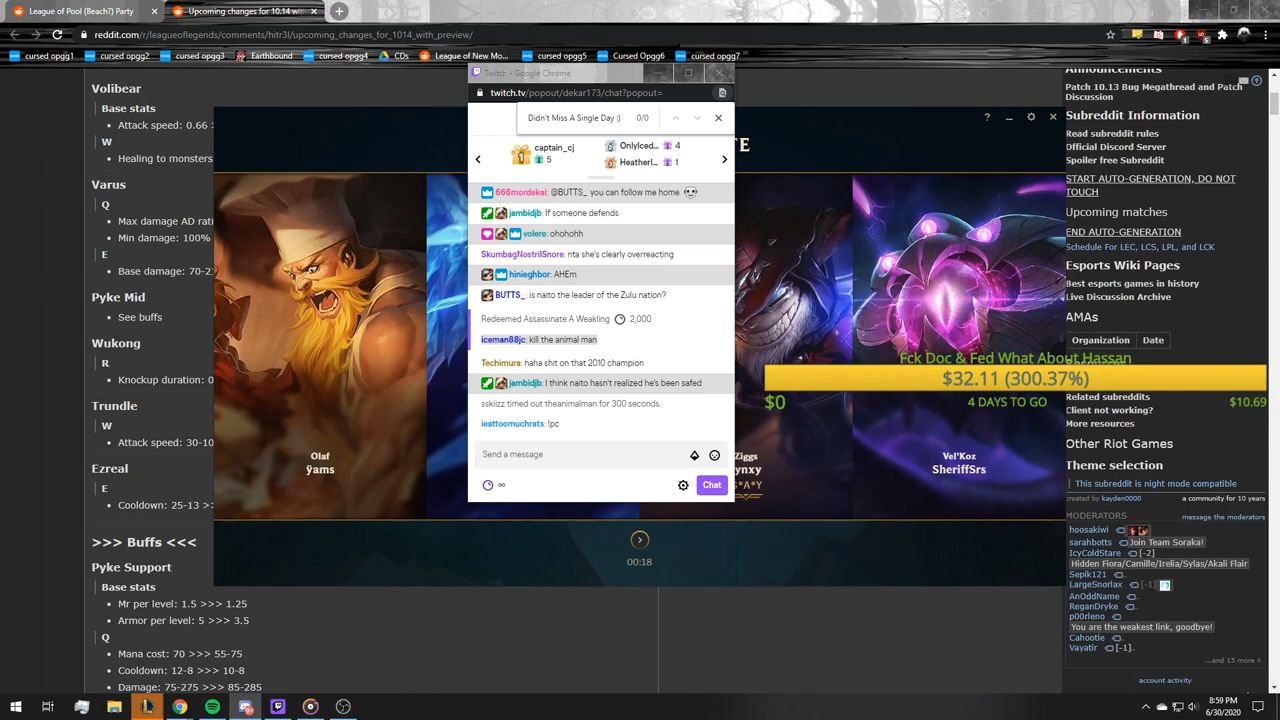 League of Pool (Beach?) Party
Upcoming changes for 10.14 wit
reddit.com/r/leagueoflegends/comments/hitr3l/upcoming_changes_for_1014_with_preview/
cursed opgg1
cursed opgg2
cursed opgg3
Earthbound
cursed opgg4
CDs
League of New Mo...
cursed opgg5
Cursed Opgg6
cursed opgg7
Volibear
Base stats
Attack speed: 0.66
W
Healing to monsters
Varus
Q
Max damage AD rati
Min damage: 100%
E
Base damage: 70-2
Pyke Mid
See buffs
Wukong
R
Knockup duration: 0
Trundle
W
Attack speed: 30-10
Ezreal
E
Cooldown: 25-13 >>
>>> Buffs <<<
Pyke Support
Base stats
Mr per level: 1.5 >>> 1.25
Armor per level: 5 >>> 3.5
Q
Mana cost: 70 >>> 55-75
Cooldown: 12-8 >>> 10-8
Damage: 75-275 >>> 85-285
Twitch - Google Chrome
twitch.tv/popout/dekar173/chat?popout=
Didn't Miss A Single Day :)
0/0
captain_cj
5
OnlyIced...
4
Heatherl...
1
666mordekai: @BUTTS_ you can follow me home
jambidjb: If someone defends
volere: ohohohh
SkumbagNostrilSnore: nta she's clearly overreacting
hinieghbor: AHEm
BUTTS_: is naito the leader of the Zulu nation?
Redeemed Assassinate A Weakling 2,000
iceman88jc: kill the animal man
Techimura: haha shit on that 2010 champion
jambidjb: I think naito hasn't realized he's been safed
sskiizz timed out theanimalman for 300 seconds.
ieattoomuchrats: !pc
Send a message
∞
Chat
TE
Olaf
ÿams
Ziggs
ynxy
S*A*Y
Vel'Koz
SheriffSrs
00:18
Fck Doc & Fed What About Hassan
$32.11 (300.37%)
$0
4 DAYS TO GO
$10.69
Announcements
Patch 10.13 Bug Megathread and Patch
Discussion
Subreddit Information
Read subreddit rules
Official Discord Server
Spoiler free Subreddit
START AUTO-GENERATION, DO NOT
TOUCH
Upcoming matches
END AUTO-GENERATION
Schedule For LEC, LCS, LPL, and LCK
Esports Wiki Pages
Best esports games in history
Live Discussion Archive
AMAs
Organization
Date
Related subreddits
Client not working?
More resources
Other Riot Games
Theme selection
This subreddit is night mode compatible
created by kayden0000
a community for 10 years
MODERATORS
message the moderators
hoosakiwi
sarahbotts
Join Team Soraka!
IcyColdStare
[-2]
Hidden Fiora/Camille/Irelia/Sylas/Akali Flair
Sepik121
LargeSnorlax
[-1]
AnOddName
ReganDryke
p00rleno
You are the weakest link, goodbye!
Cahootie
Vayatir
[-1]
...and 15 more »
account activity
8:59 PM
6/30/2020